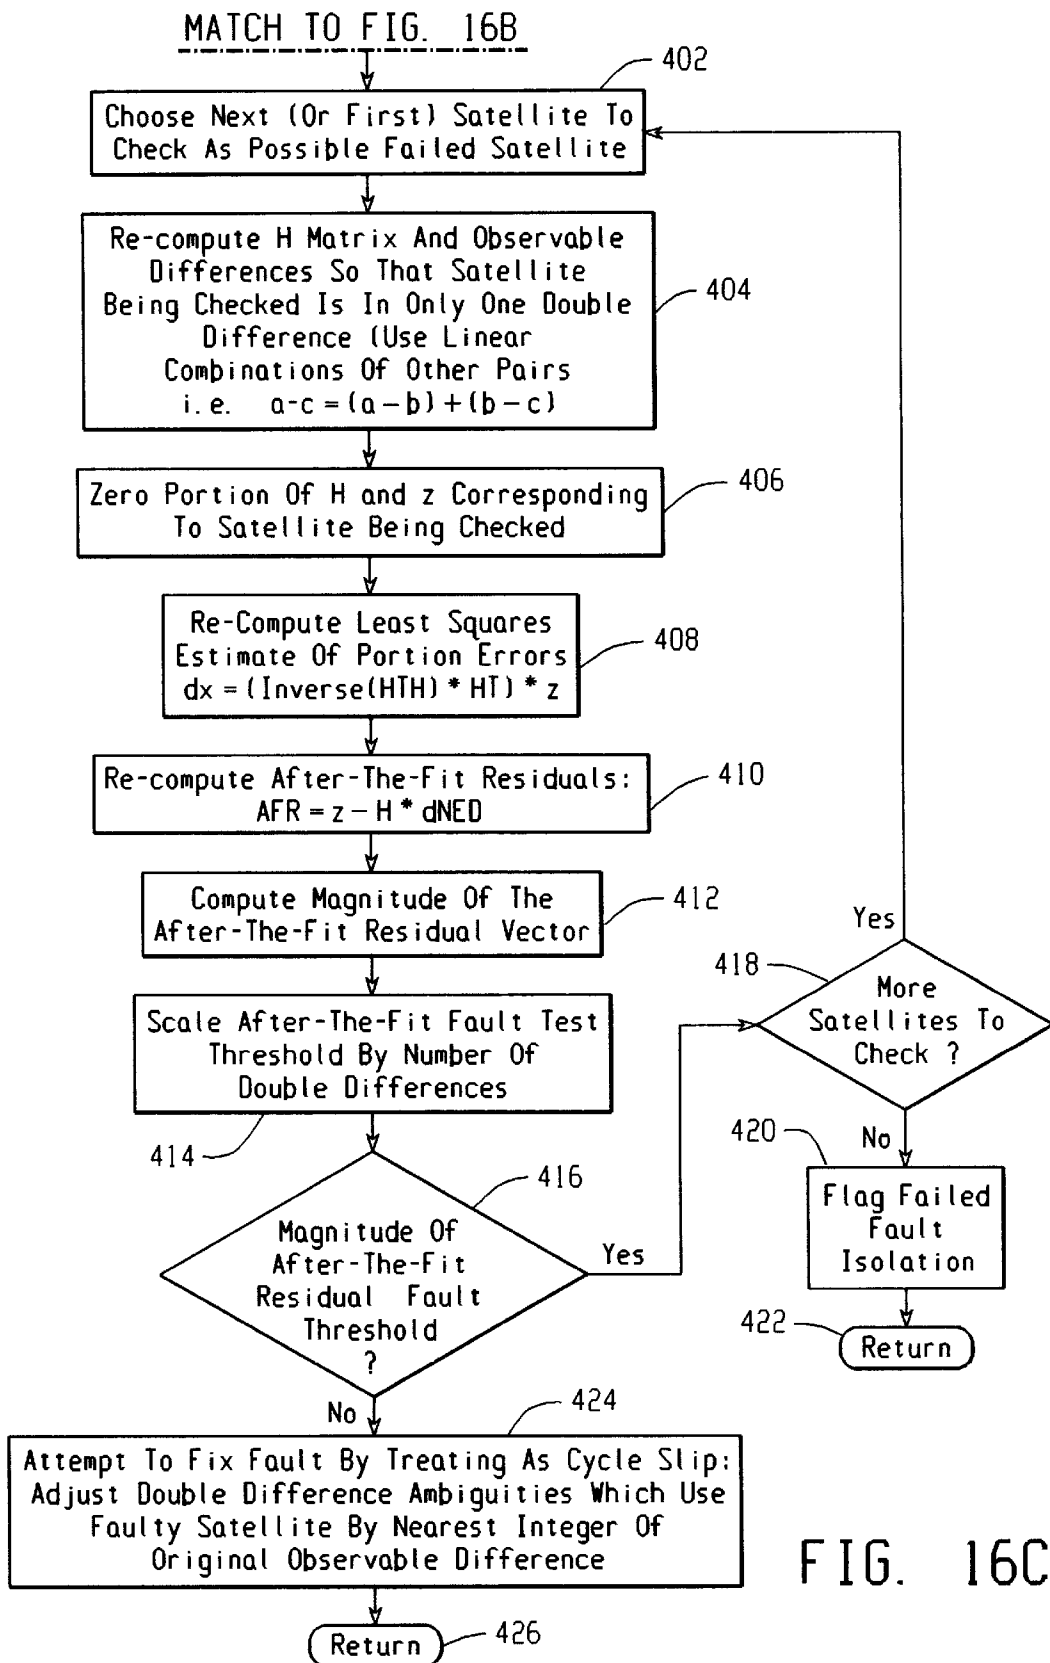 MATCH TO FIG. 16B
402
Choose Next (Or First) Satellite To
Check As Possible Failed Satellite
Re-compute H Matrix And Observable
Differences So That Satellite
Being Checked Is In Only One Double
Difference (Use Linear
Combinations Of Other Pairs
i.e. a-c = (a-b)+(b-c)
404
Zero Portion Of H and z Corresponding
To Satellite Being Checked
406
Re-Compute Least Squares
Estimate Of Portion Errors
dx = (Inverse(HTH) * HT) * z
408
Re-compute After-The-Fit Residuals:
AFR = z - H * dNED
410
Compute Magnitude Of The
After-The-Fit Residual Vector
412
Scale After-The-Fit Fault Test
Threshold By Number Of
Double Differences
414
416
Magnitude Of
After-The-Fit
Residual Fault
Threshold
?
Yes
No
418
More
Satellites To
Check ?
Yes
No
420
Flag Failed
Fault
Isolation
422
Return
424
Attempt To Fix Fault By Treating As Cycle Slip:
Adjust Double Difference Ambiguities Which Use
Faulty Satellite By Nearest Integer Of
Original Observable Difference
Return
426
FIG. 16C